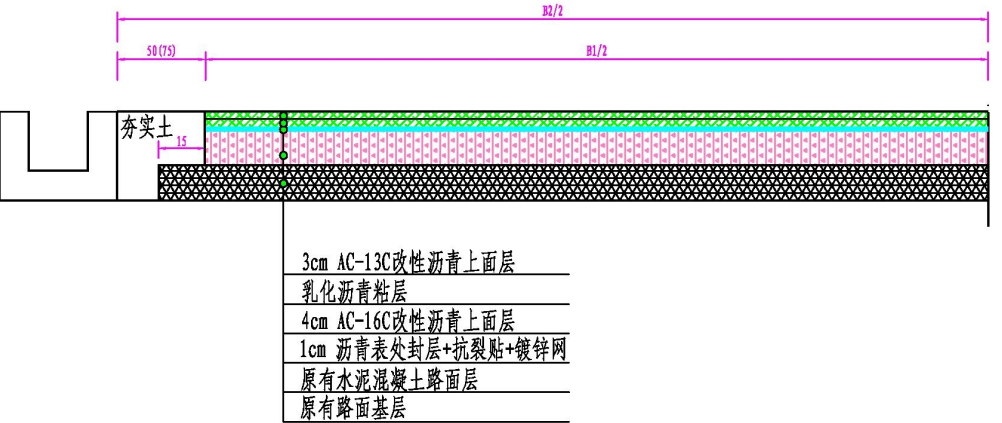 B2/2
50(75)
B1/2
夯实土
15
3cm AC-13C改性沥青上面层
乳化沥青粘层
4cm AC-16C改性沥青上面层
1cm 沥青表处封层+抗裂贴+镀锌网
原有水泥混凝土路面层
原有路面基层